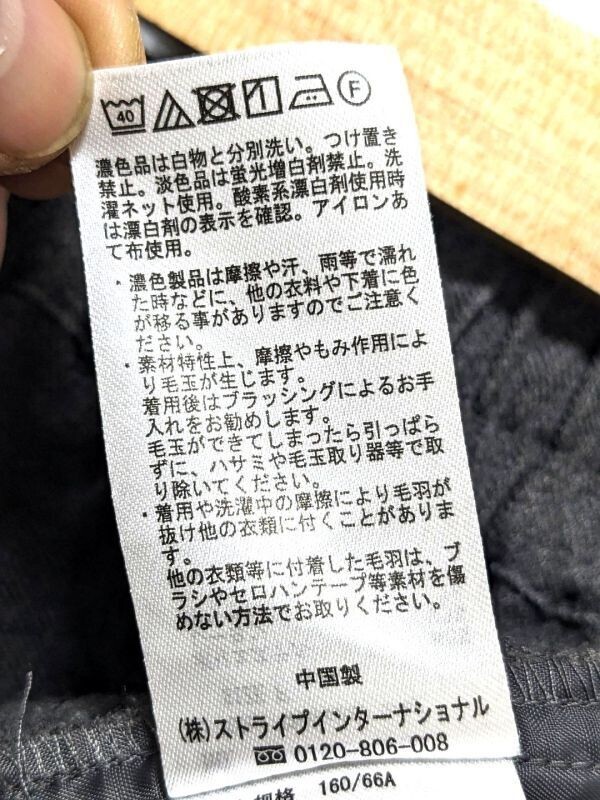 40 F
濃色品は白物と分別洗い。つけ置き
禁止。淡色品は蛍光増白剤禁止。洗
濯ネット使用。酸素系漂白剤使用時
は漂白剤の表示を確認。アイロンあ
て布使用。
・濃色製品は摩擦や汗、雨等で濡れ
た時などに、他の衣料や下着に色
が移る事がありますのでご注意く
ださい。
・素材特性上、摩擦やもみ作用によ
り毛玉が生じます。
着用後はブラッシングによるお手
入れをお勧めします。
毛玉ができてしまったら引っぱら
ずに、ハサミや毛玉取り器等で取
り除いてください。
・着用や洗濯中の摩擦により毛羽が
抜け他の衣類に付くことがありま
す。
他の衣類等に付着した毛羽は、ブ
ラシやセロハンテープ等素材を傷
めない方法でお取りください。
中国製
(株)ストライプインターナショナル
0120-806-008
規格 160/66A